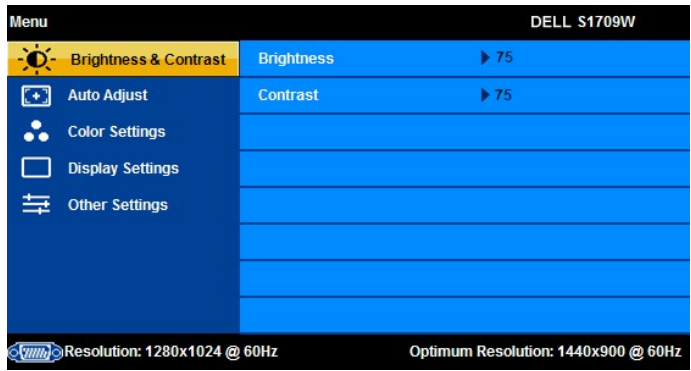 Menu DELL S1709W
Brightness & Contrast Brightness 75
Auto Adjust Contrast 75
Color Settings
Display Settings
Other Settings
Resolution: 1280x1024 @ 60Hz Optimum Resolution: 1440x900 @ 60Hz